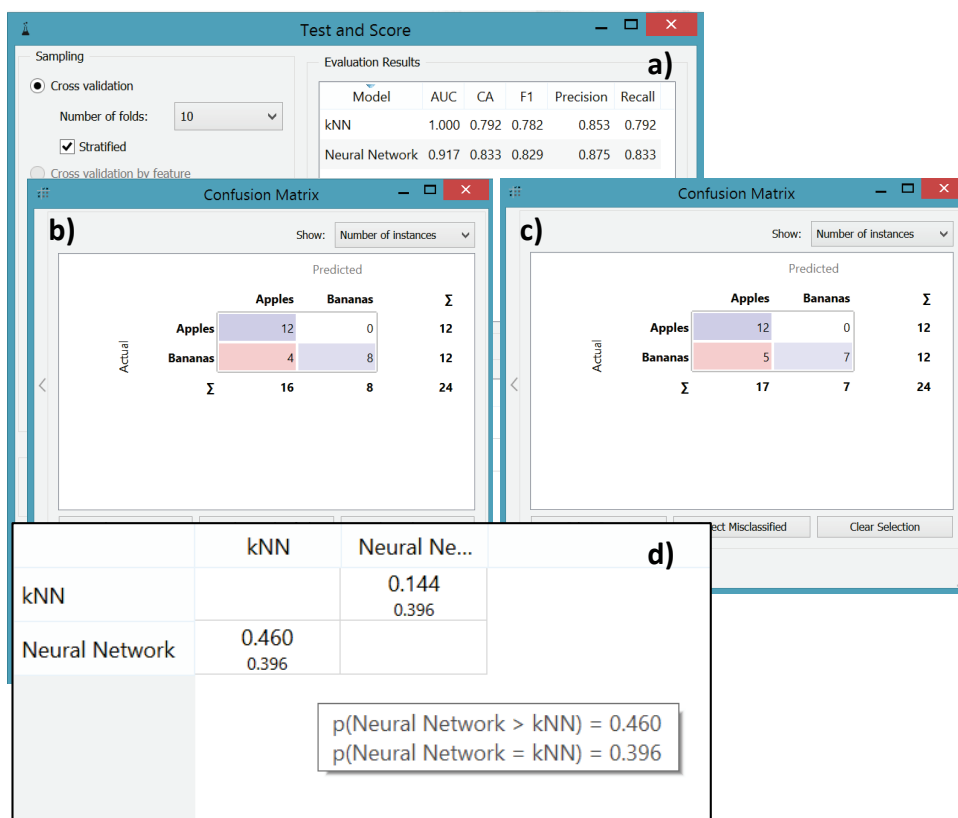 Test and Score
Sampling
Cross validation
Number of folds: 10
Stratified
Cross validation by feature
Evaluation Results
a)
Model AUC CA F1 Precision Recall
kNN 1.000 0.792 0.782 0.853 0.792
Neural Network 0.917 0.833 0.829 0.875 0.833
Confusion Matrix
b)
Show: Number of instances
Predicted
Apples Bananas Σ
Actual
Apples 12 0 12
Bananas 4 8 12
Σ 16 8 24
Confusion Matrix
c)
Show: Number of instances
Predicted
Apples Bananas Σ
Actual
Apples 12 0 12
Bananas 5 7 12
Σ 17 7 24
ect Misclassified Clear Selection
d)
kNN Neural Ne...
kNN 0.144
0.396
Neural Network 0.460
0.396
p(Neural Network > kNN) = 0.460
p(Neural Network = kNN) = 0.396